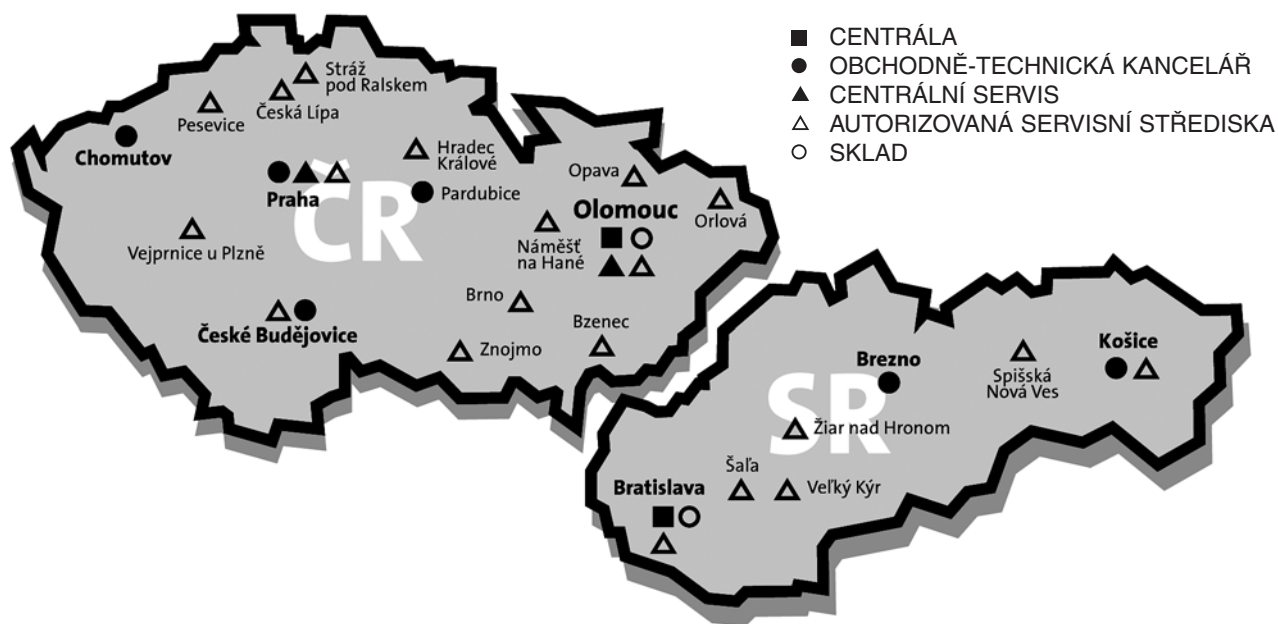 CENTRÁLA
OBCHODNĚ-TECHNICKÁ KANCELÁŘ
CENTRÁLNÍ SERVIS
AUTORIZOVANÁ SERVISNÍ STŘEDISKA
SKLAD
Stráž
pod Ralskem
Česká Lípa
Pesevice
Chomutov
Hradec
Králové
Praha
ČR
Pardubice
Opava
Olomouc
Orlová
Náměšť
na Hané
Vejprnice u Plzně
Brno
České Budějovice
Znojmo
Bzenec
Brezno
Košice
Spišská
Nová Ves
SR
Žiar nad Hronom
Šaľa
Bratislava
Veľký Kýr